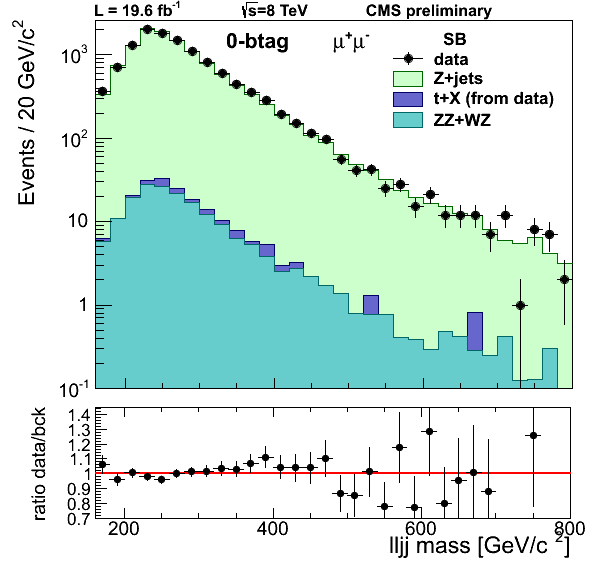 L = 19.6 fb⁻¹ √s=8 TeV CMS preliminary
0-btag μ⁺μ⁻ SB
data
Z+jets
t+X (from data)
ZZ+WZ
Events / 20 GeV/c²
10³
10²
10
1
10⁻¹
ratio data/bck
1.4
1.3
1.2
1.1
1
0.9
0.8
0.7
200 400 600 800
lljj mass [GeV/c ²]